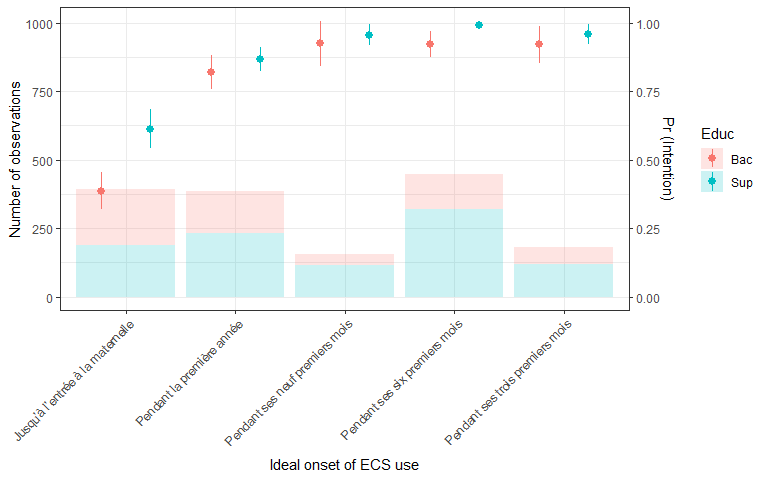 1000
750
500
250
0
Number of observations
1.00
0.75
0.50
0.25
0.00
Pr (Intention)
Educ
Bac
Sup
Jusqu'à l'entrée à la maternelle
Pendant la première année
Pendant ses neuf premiers mois
Pendant ses six premiers mois
Pendant ses trois premiers mois
Ideal onset of ECS use